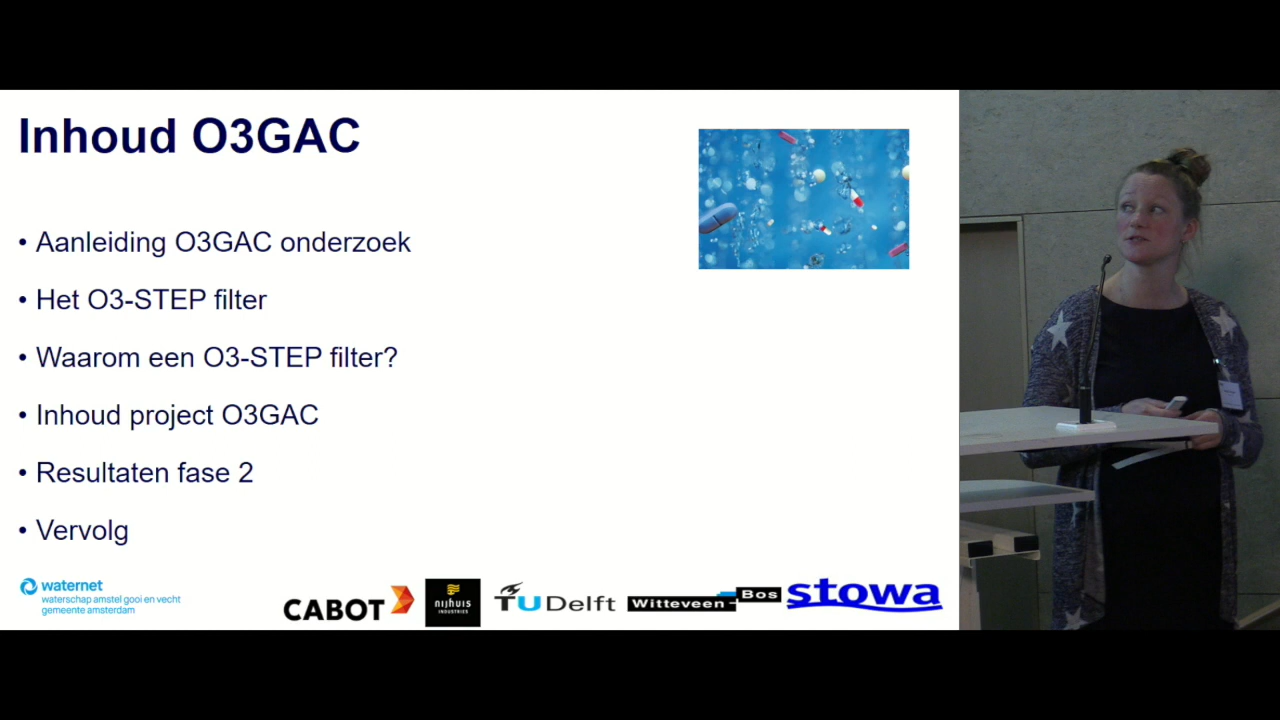 Inhoud O3GAC
• Aanleiding O3GAC onderzoek
• Het O3-STEP filter
• Waarom een O3-STEP filter?
• Inhoud project O3GAC
• Resultaten fase 2
• Vervolg
waternet
waterschap amstel gooi en vecht
gemeente amsterdam
CABOT
nijhuis
INDUSTRIES
TU Delft
Witteveen+Bos
stowa